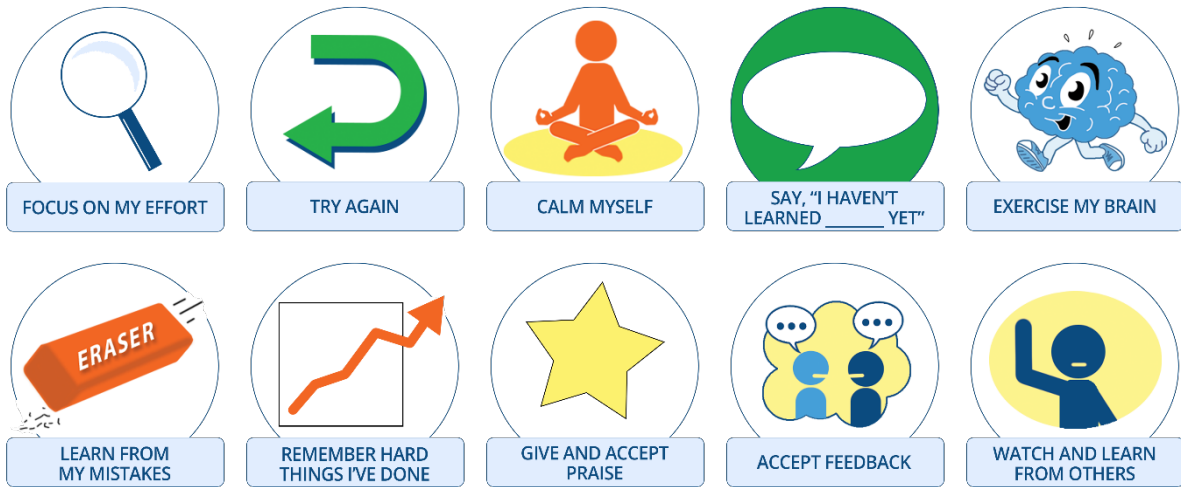 FOCUS ON MY EFFORT
TRY AGAIN
CALM MYSELF
SAY, “I HAVEN’T
LEARNED ______ YET”
EXERCISE MY BRAIN
ERASER
LEARN FROM
MY MISTAKES
REMEMBER HARD
THINGS I’VE DONE
GIVE AND ACCEPT
PRAISE
ACCEPT FEEDBACK
WATCH AND LEARN
FROM OTHERS